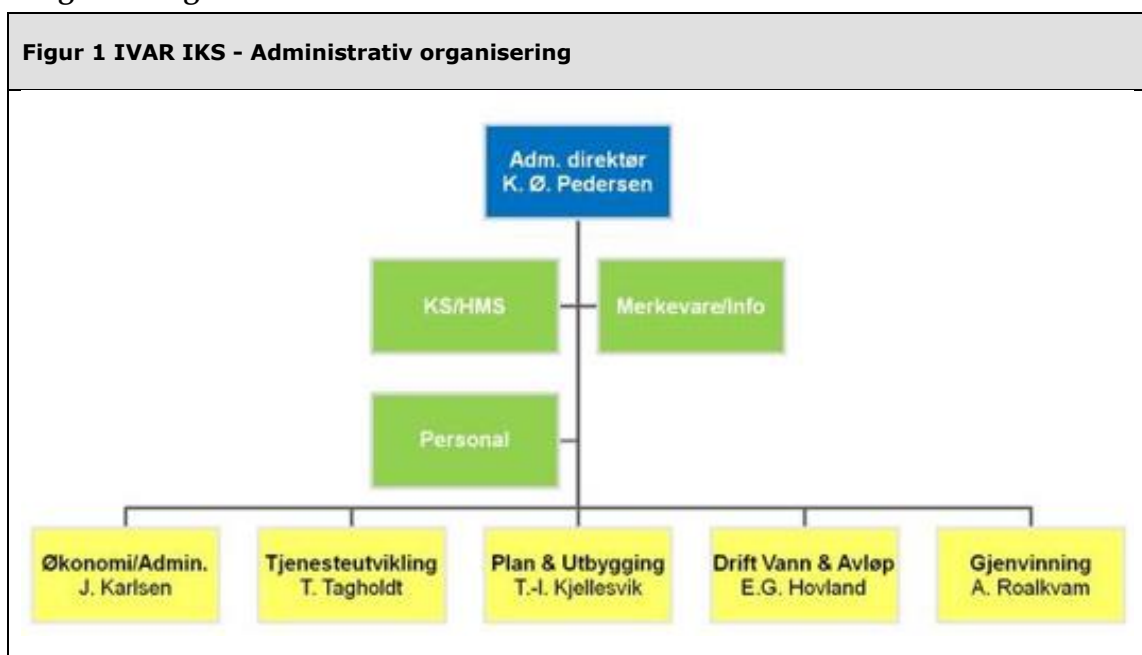 Figur 1 IVAR IKS - Administrativ organisering
Adm. direktør
K. Ø. Pedersen
KS/HMS
Merkevare/Info
Personal
Økonomi/Admin.
J. Karlsen
Tjenesteutvikling
T. Tagholdt
Plan & Utbygging
T.-I. Kjellesvik
Drift Vann & Avløp
E.G. Hovland
Gjenvinning
A. Roalkvam